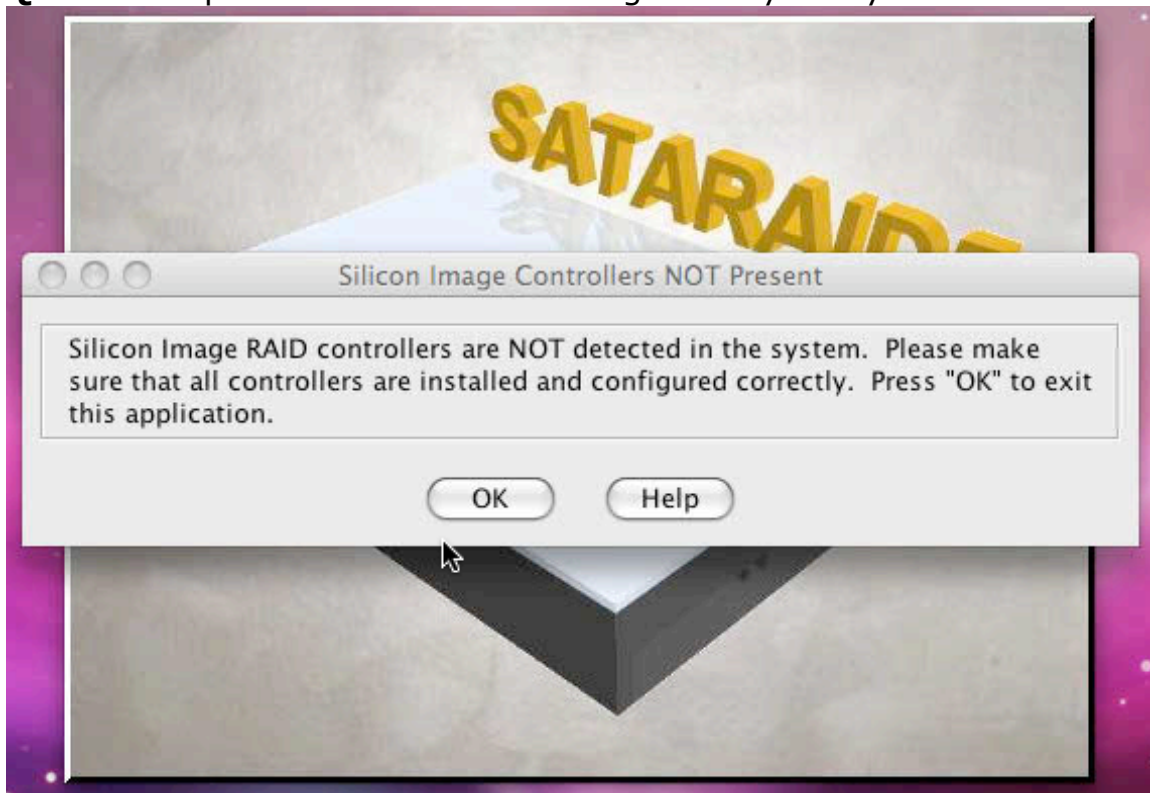 SATARAID5
Silicon Image Controllers NOT Present
Silicon Image RAID controllers are NOT detected in the system.  Please make
sure that all controllers are installed and configured correctly.  Press "OK" to exit
this application.
OK
Help